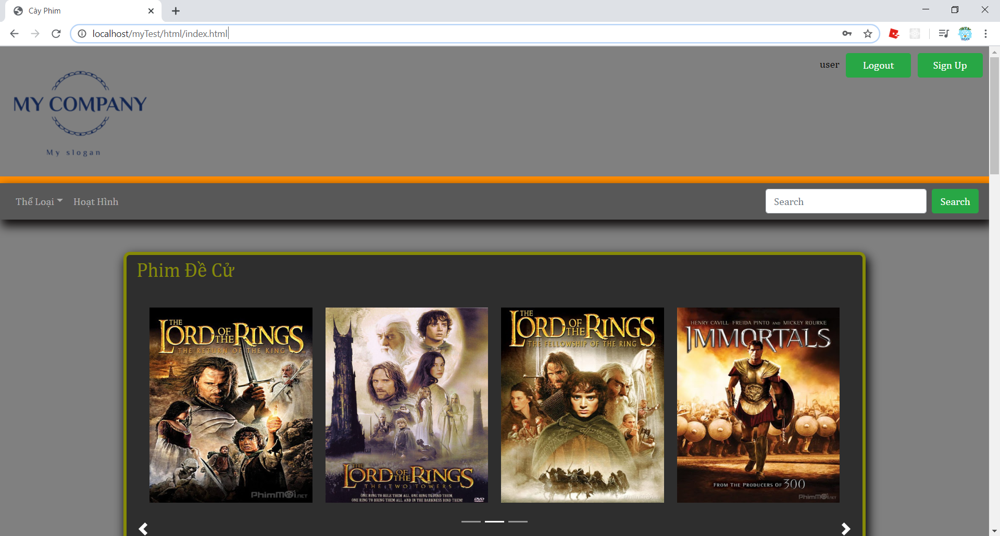 Cày Phim
localhost/myTest/html/index.html
user
Logout
Sign Up
MY COMPANY
My slogan
Thể Loại
Hoạt Hình
Search
Search
Phim Đề Cử
THE
LORD OF THE RINGS
THE RETURN OF THE KING
PhimMoi.NET
THE
LORD OF THE RINGS
THE TWO TOWERS
ONE RING TO RULE THEM ALL. ONE RING TO FIND THEM.
ONE RING TO BRING THEM ALL AND IN THE DARKNESS BIND THEM!
DVD
THE
LORD OF THE RINGS
THE FELLOWSHIP OF THE RING
PhimMoi.NET
HENRY CAVILL FREIDA PINTO AND MICKEY ROURKE
IMMORTALS
FROM THE PRODUCERS OF 300
PhimMoi.NET